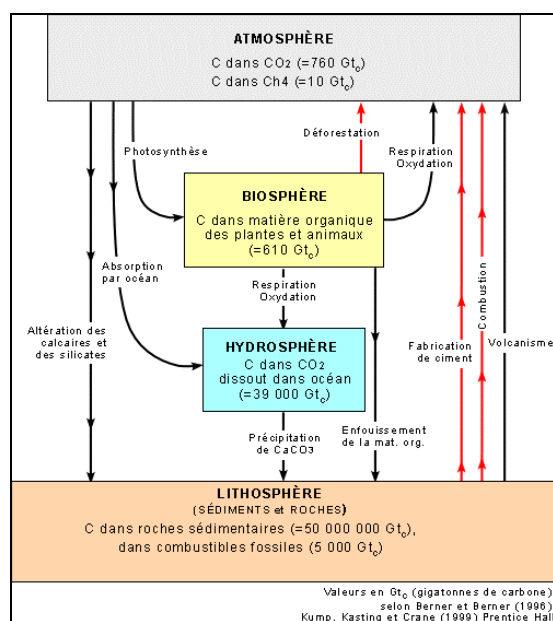 ATMOSPHÈRE
C dans CO2 (=760 Gtc)
C dans Ch4 (=10 Gtc)
Déforestation
Photosynthèse
Respiration
Oxydation
BIOSPHÈRE
C dans matière organique
des plantes et animaux
(=610 Gtc)
Absorption
par océan
Respiration
Oxydation
Combustion
Altération des
calcaires et
des silicates
HYDROSPHÈRE
C dans CO2
dissout dans océan
(=39 000 Gtc)
Fabrication
de ciment
Volcanisme
Précipitation
de CaCO3
Enfouissement
de la mat. org.
LITHOSPHÈRE
(SÉDIMENTS et ROCHES)
C dans roches sédimentaires (=50 000 000 Gtc),
dans combustibles fossiles (5 000 Gtc)
Valeurs en Gtc (gigatonnes de carbone)
selon Berner et Berner (1996)
Kump, Kasting et Crane (1999) Prentice Hall